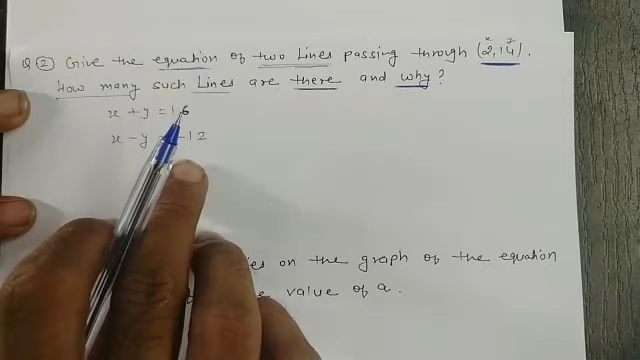 Q② Give the equation of two lines passing through (2,14).
x y
How many such lines are there and why?
x + y = 16
x - y = -12
on the graph of the equation
value of a.